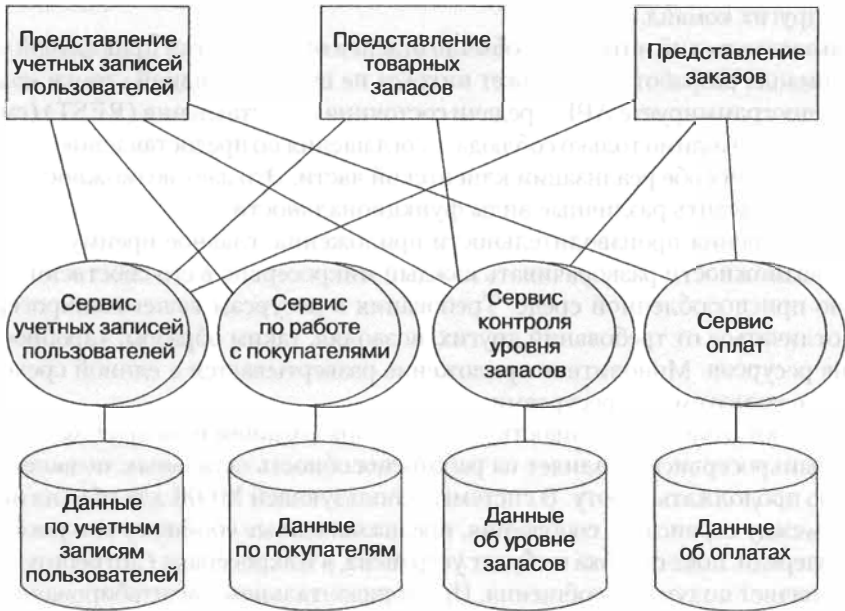 Представление
учетных записей
пользователей
Представление
товарных
запасов
Представление
заказов
Сервис
учетных записей
пользователей
Сервис
по работе
с покупателями
Сервис
контроля
уровня
запасов
Сервис
оплат
Данные
по учетным
записям
пользователей
Данные
по покупателям
Данные
об уровне
запасов
Данные
об оплатах